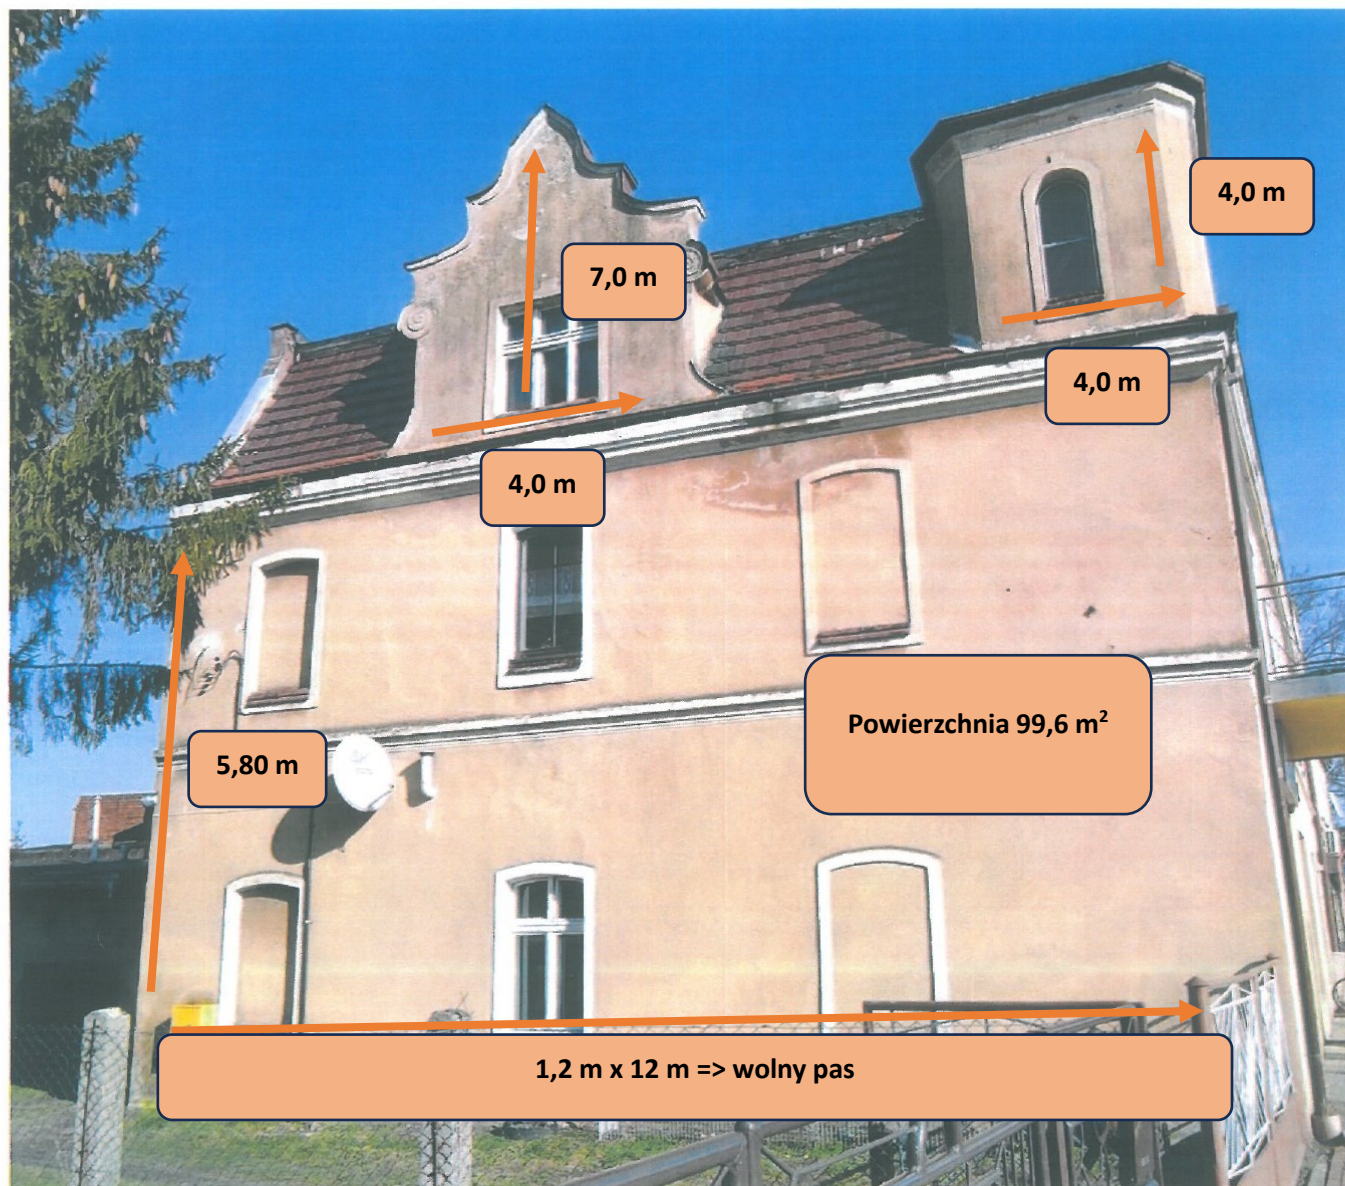 4,0 m
7,0 m
4,0 m
4,0 m
Powierzchnia 99,6 m²
5,80 m
1,2 m x 12 m => wolny pas